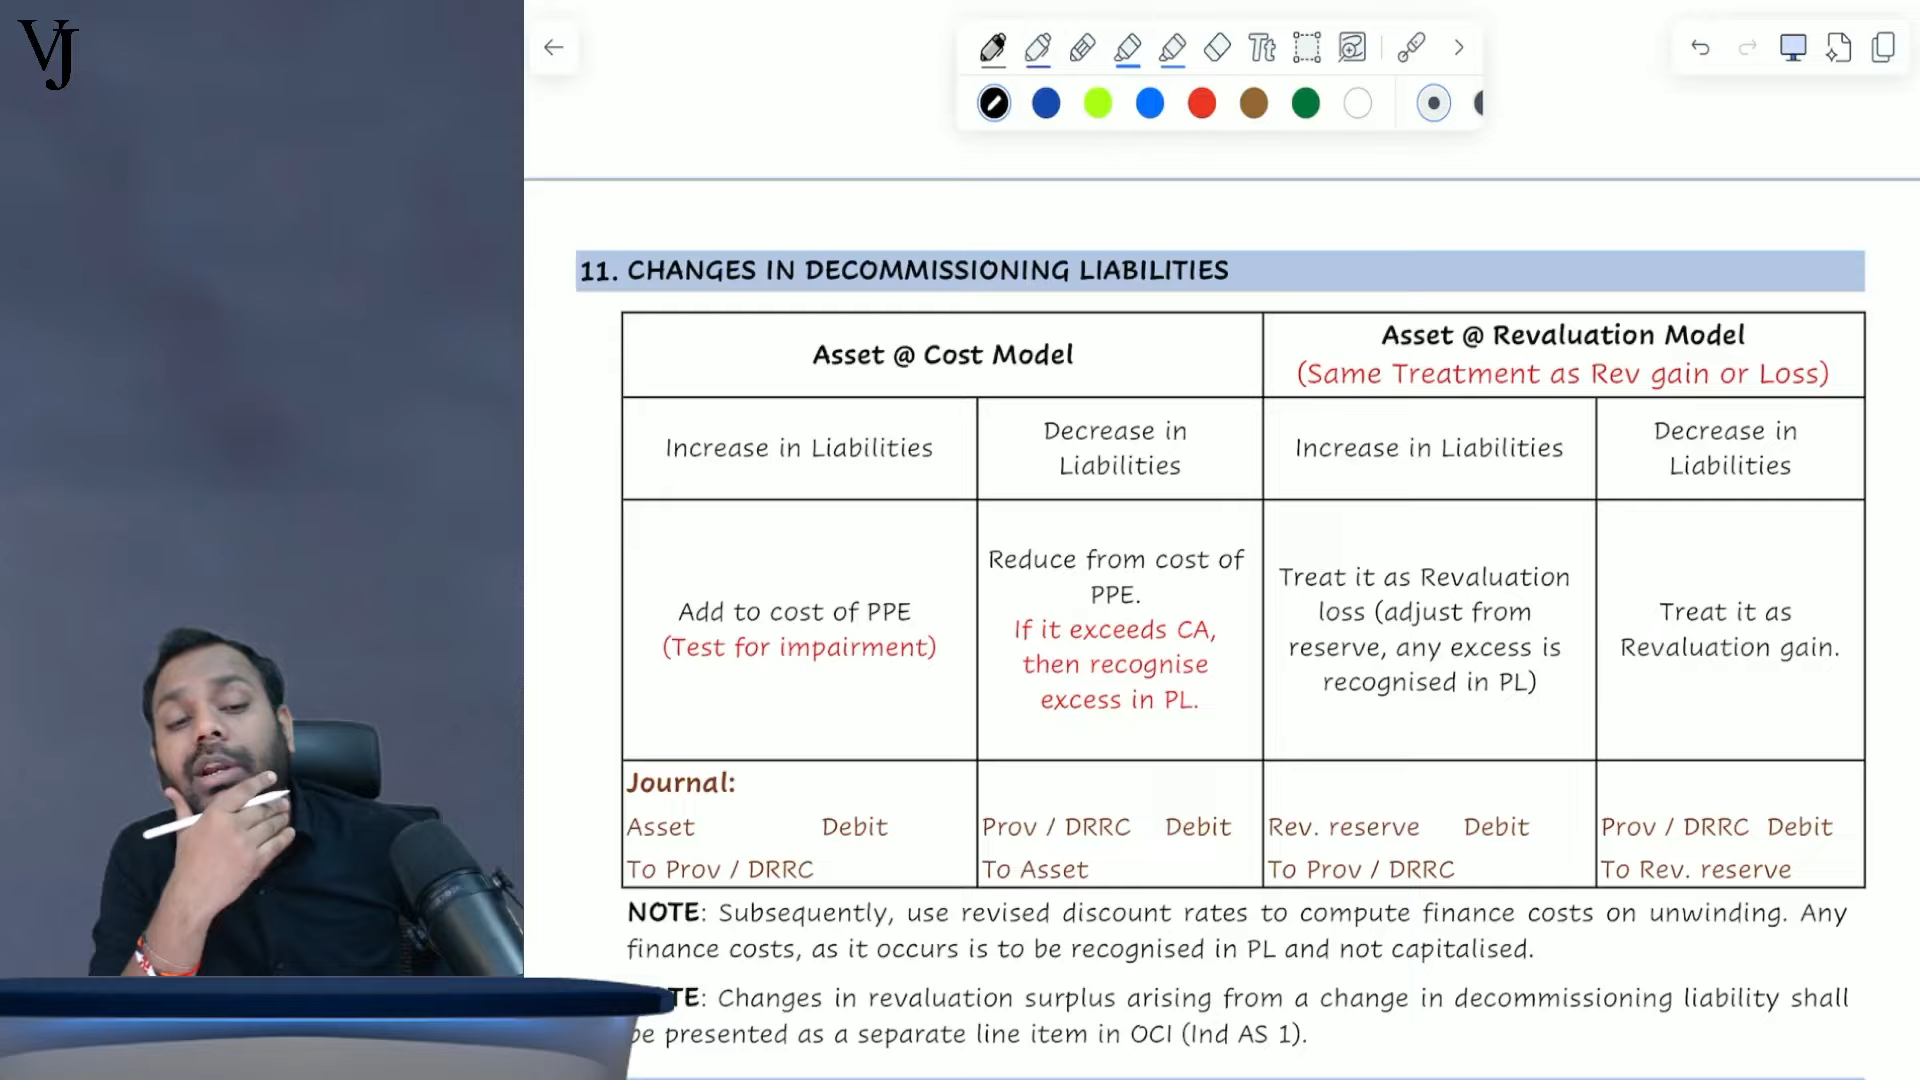 VJ
Tt
11. CHANGES IN DECOMMISSIONING LIABILITIES
Asset @ Cost Model
Asset @ Revaluation Model
(Same Treatment as Rev gain or Loss)
Increase in Liabilities
Decrease in
Liabilities
Increase in Liabilities
Decrease in
Liabilities
Add to cost of PPE
(Test for impairment)
Reduce from cost of
PPE.
If it exceeds CA,
then recognise
excess in PL.
Treat it as Revaluation
loss (adjust from
reserve, any excess is
recognised in PL)
Treat it as
Revaluation gain.
Journal:
Asset Debit
To Prov / DRRC
Prov / DRRC Debit
To Asset
Rev. reserve Debit
To Prov / DRRC
Prov / DRRC Debit
To Rev. reserve
NOTE: Subsequently, use revised discount rates to compute finance costs on unwinding. Any
finance costs, as it occurs is to be recognised in PL and not capitalised.
TE: Changes in revaluation surplus arising from a change in decommissioning liability shall
be presented as a separate line item in OCI (Ind AS 1).